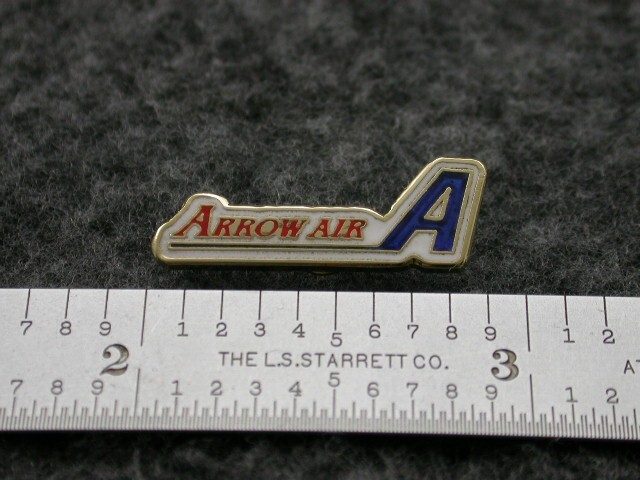 ARROW AIR A
7 8 9 1 2 3 4 5 6 7 8 9 1 2
2 THE L.S. STARRETT CO. 3 AT
7 8 9 1 2 3 4 5 6 7 8 9 1 2